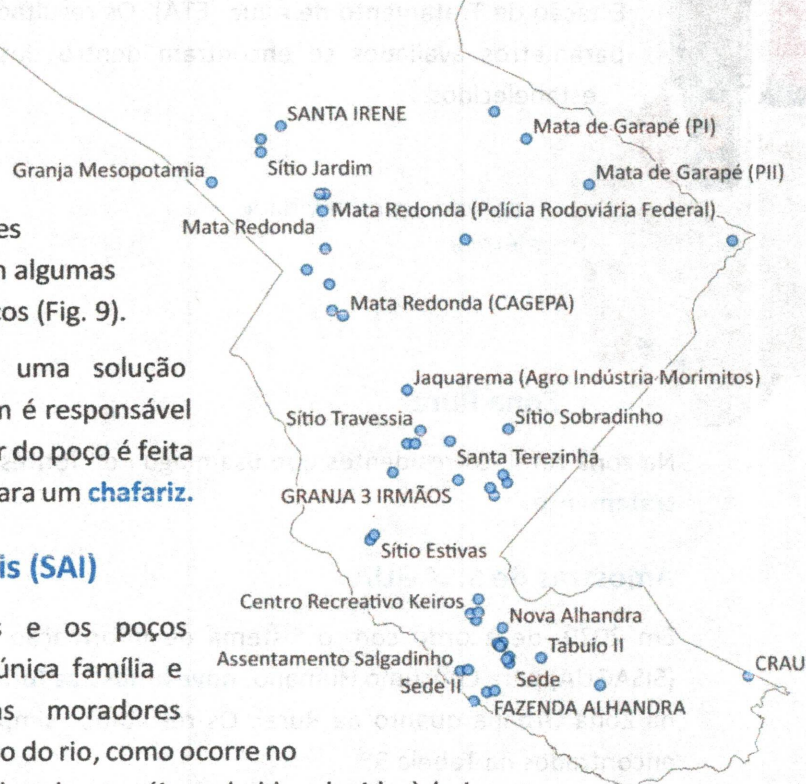 SANTA IRENE
Mata de Garapé (PI)
Granja Mesopotamia
Sítio Jardim
Mata de Garapé (PII)
Mata Redonda (Polícia Rodoviária Federal)
Mata Redonda
es
n algumas
Mata Redonda (CAGEPA)
ços (Fig. 9).
uma solução
Jaquarema (Agro Indústria Morimitos)
m é responsável
Sítio Travessia
Sítio Sobradinho
r do poço é feita
Santa Terezinha
ara um chafariz.
GRANJA 3 IRMÃOS
Sítio Estivas
is (SAI)
Centro Recreativo Keiros
Nova Alhandra
e os poços
Tabuio II
única família e
Assentamento Salgadinho
CRAU
Sede
Sede II
as moradores
FAZENDA ALHANDRA
o do rio, como ocorre no